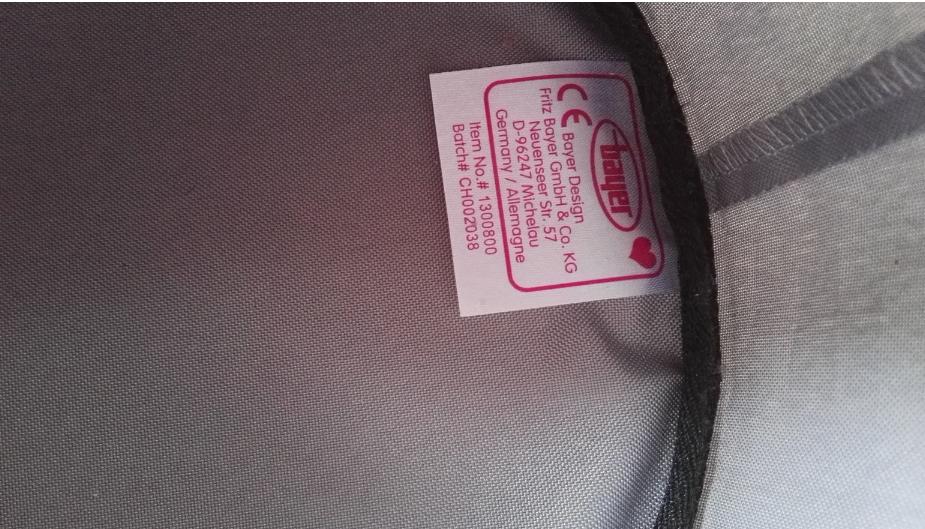 bayer
CE Bayer Design
Fritz Bayer GmbH & Co. KG
Neuenseer Str. 57
D-96247 Michelau
Germany / Allemagne
Item No.# 1300800
Batch# CH002038